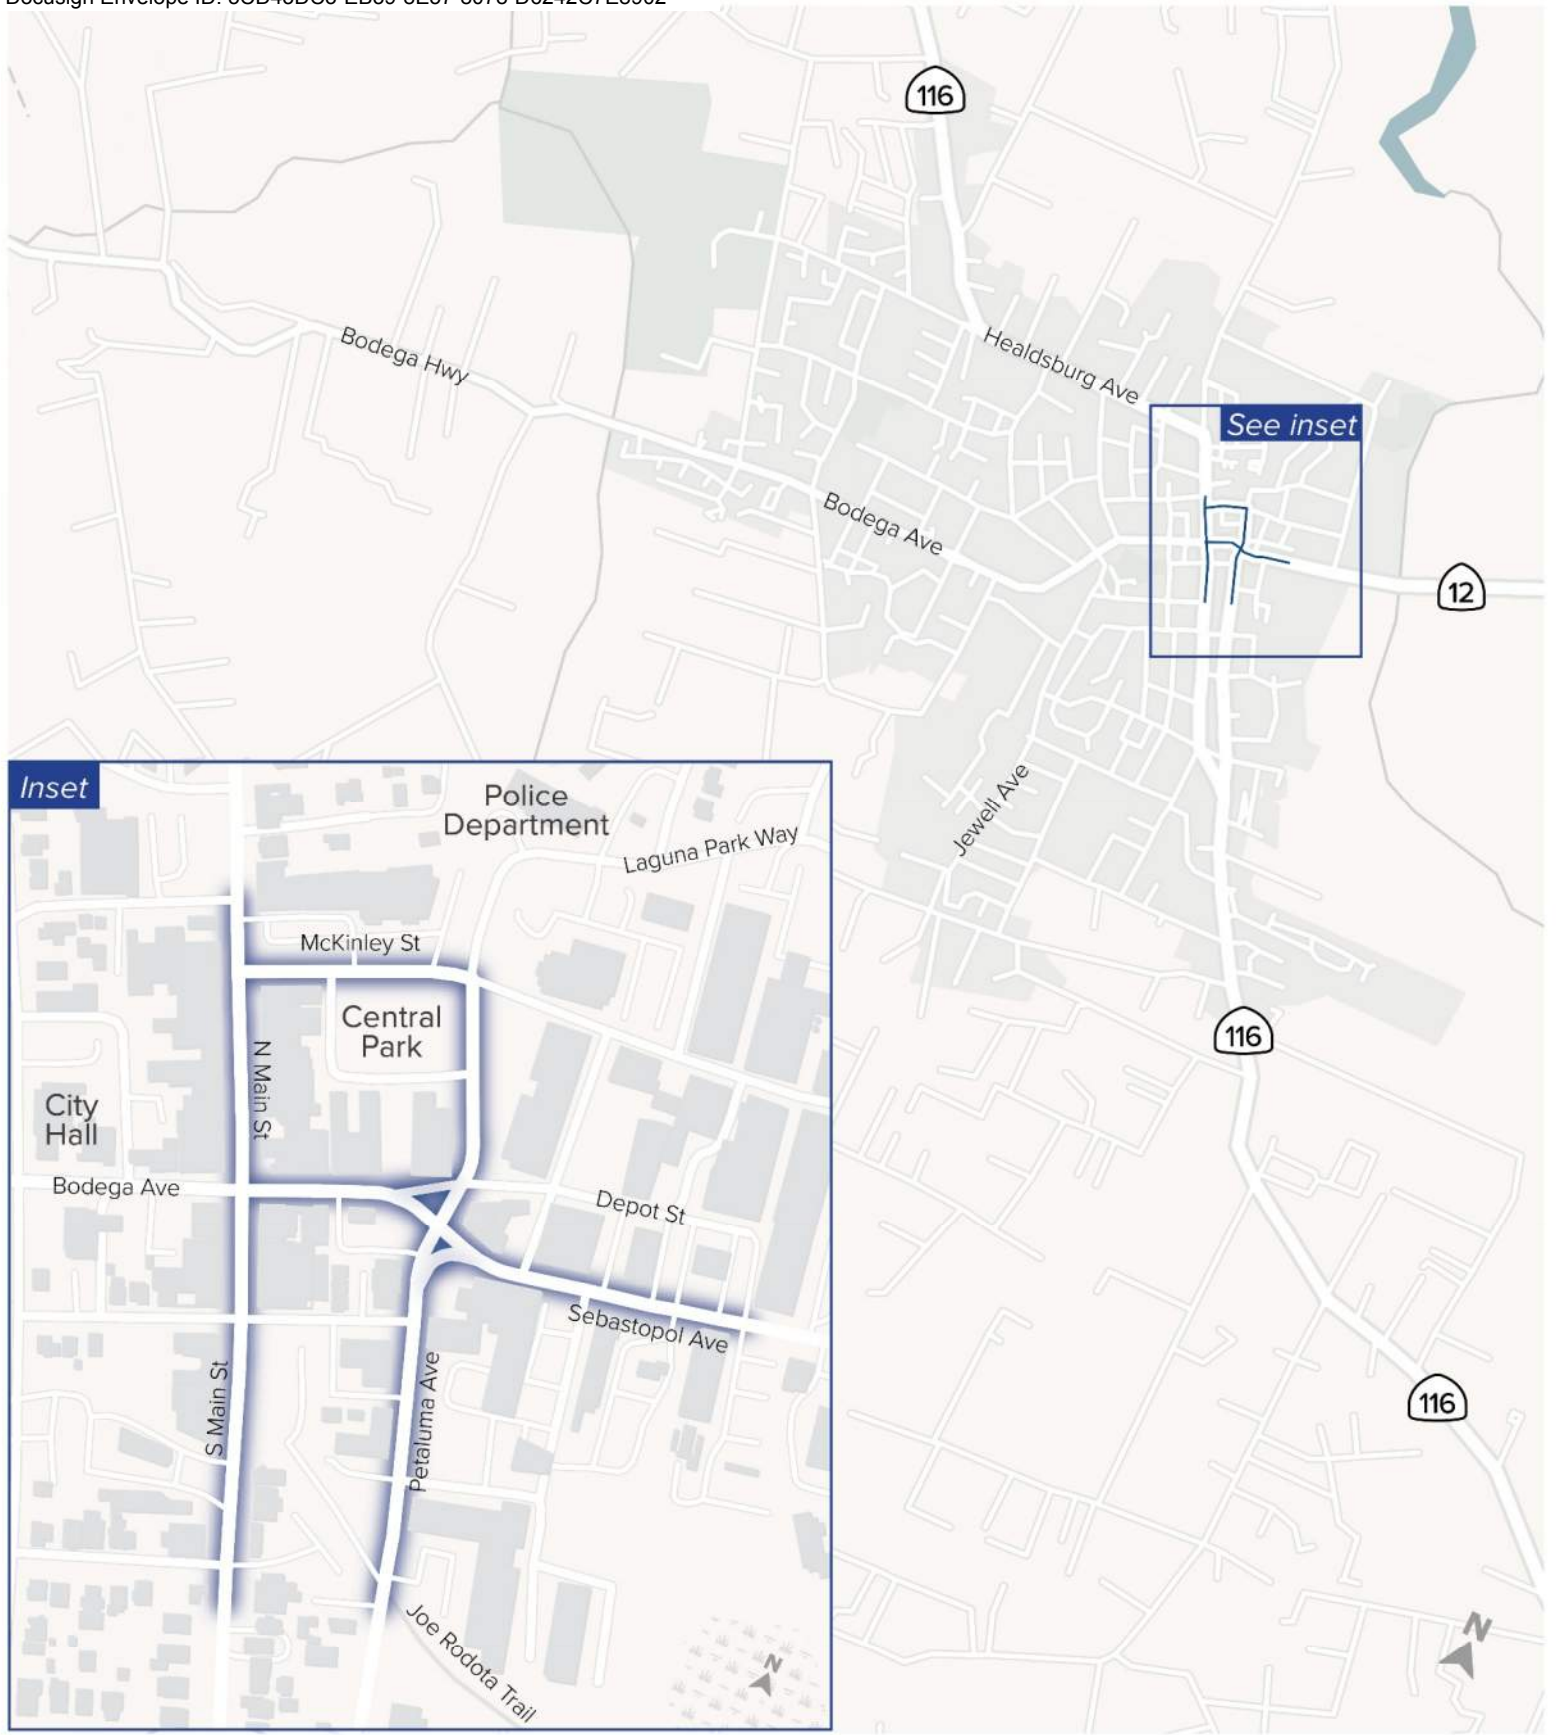 116
Bodega Hwy
Healdsburg Ave
See inset
Bodega Ave
12
Jewell Ave
Inset
Police
Department
Laguna Park Way
McKinley St
Central
Park
N Main St
City
Hall
Bodega Ave
Depot St
Sebastopol Ave
S Main St
Petaluma Ave
Joe Rodota Trail
N
116
116
N